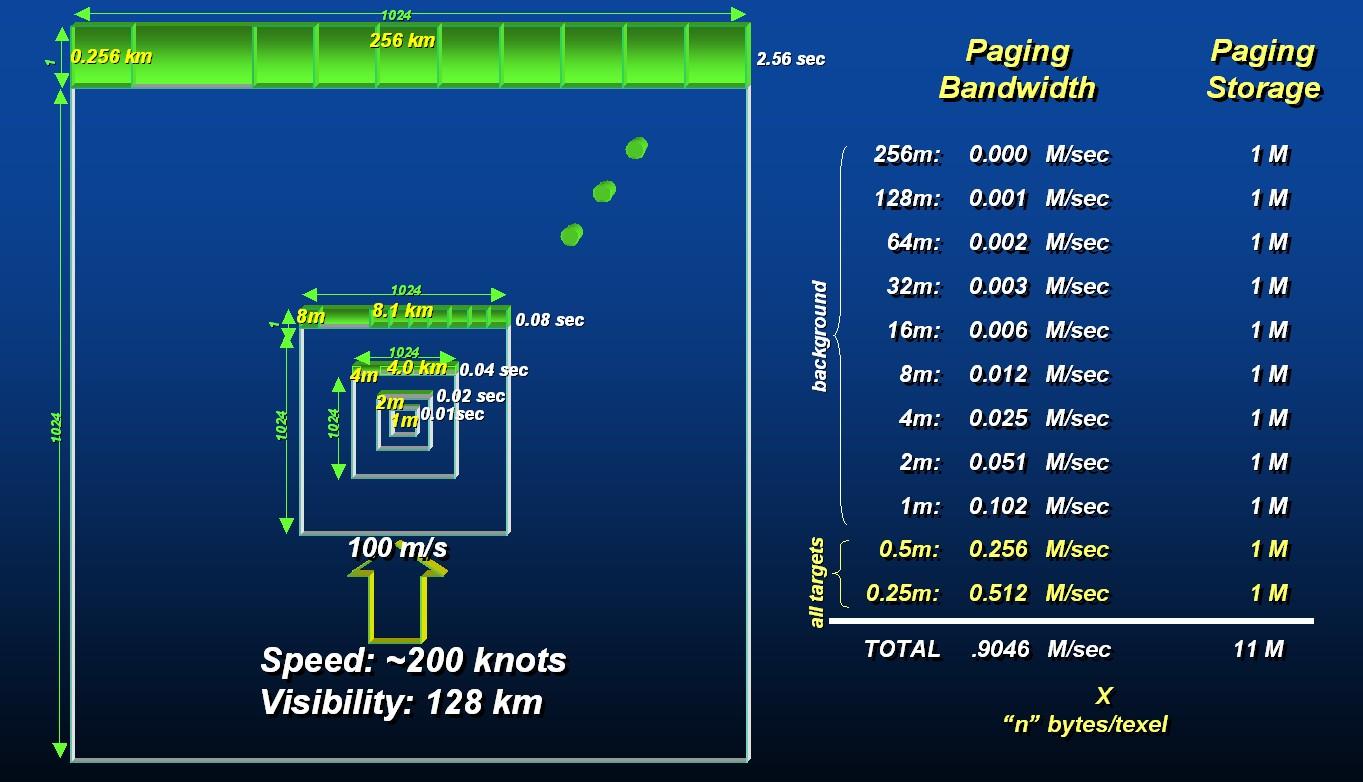 1024
1
0.256 km
256 km
2.56 sec
1024
1024
1
8m
8.1 km
0.08 sec
1024
1024
4m
4.0 km
0.04 sec
1024
2m
0.02 sec
1m
0.01sec
100 m/s
Speed: ~200 knots
Visibility: 128 km
Paging Bandwidth
Paging Storage
background
256m: 0.000 M/sec 1 M
128m: 0.001 M/sec 1 M
64m: 0.002 M/sec 1 M
32m: 0.003 M/sec 1 M
16m: 0.006 M/sec 1 M
8m: 0.012 M/sec 1 M
4m: 0.025 M/sec 1 M
2m: 0.051 M/sec 1 M
1m: 0.102 M/sec 1 M
all targets
0.5m: 0.256 M/sec 1 M
0.25m: 0.512 M/sec 1 M
TOTAL .9046 M/sec 11 M
X
“n” bytes/texel